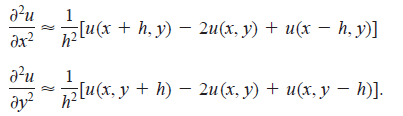 ∂²u/∂x² ≈ 1/h² [u(x + h, y) − 2u(x, y) + u(x − h, y)]
∂²u/∂y² ≈ 1/h² [u(x, y + h) − 2u(x, y) + u(x, y − h)].